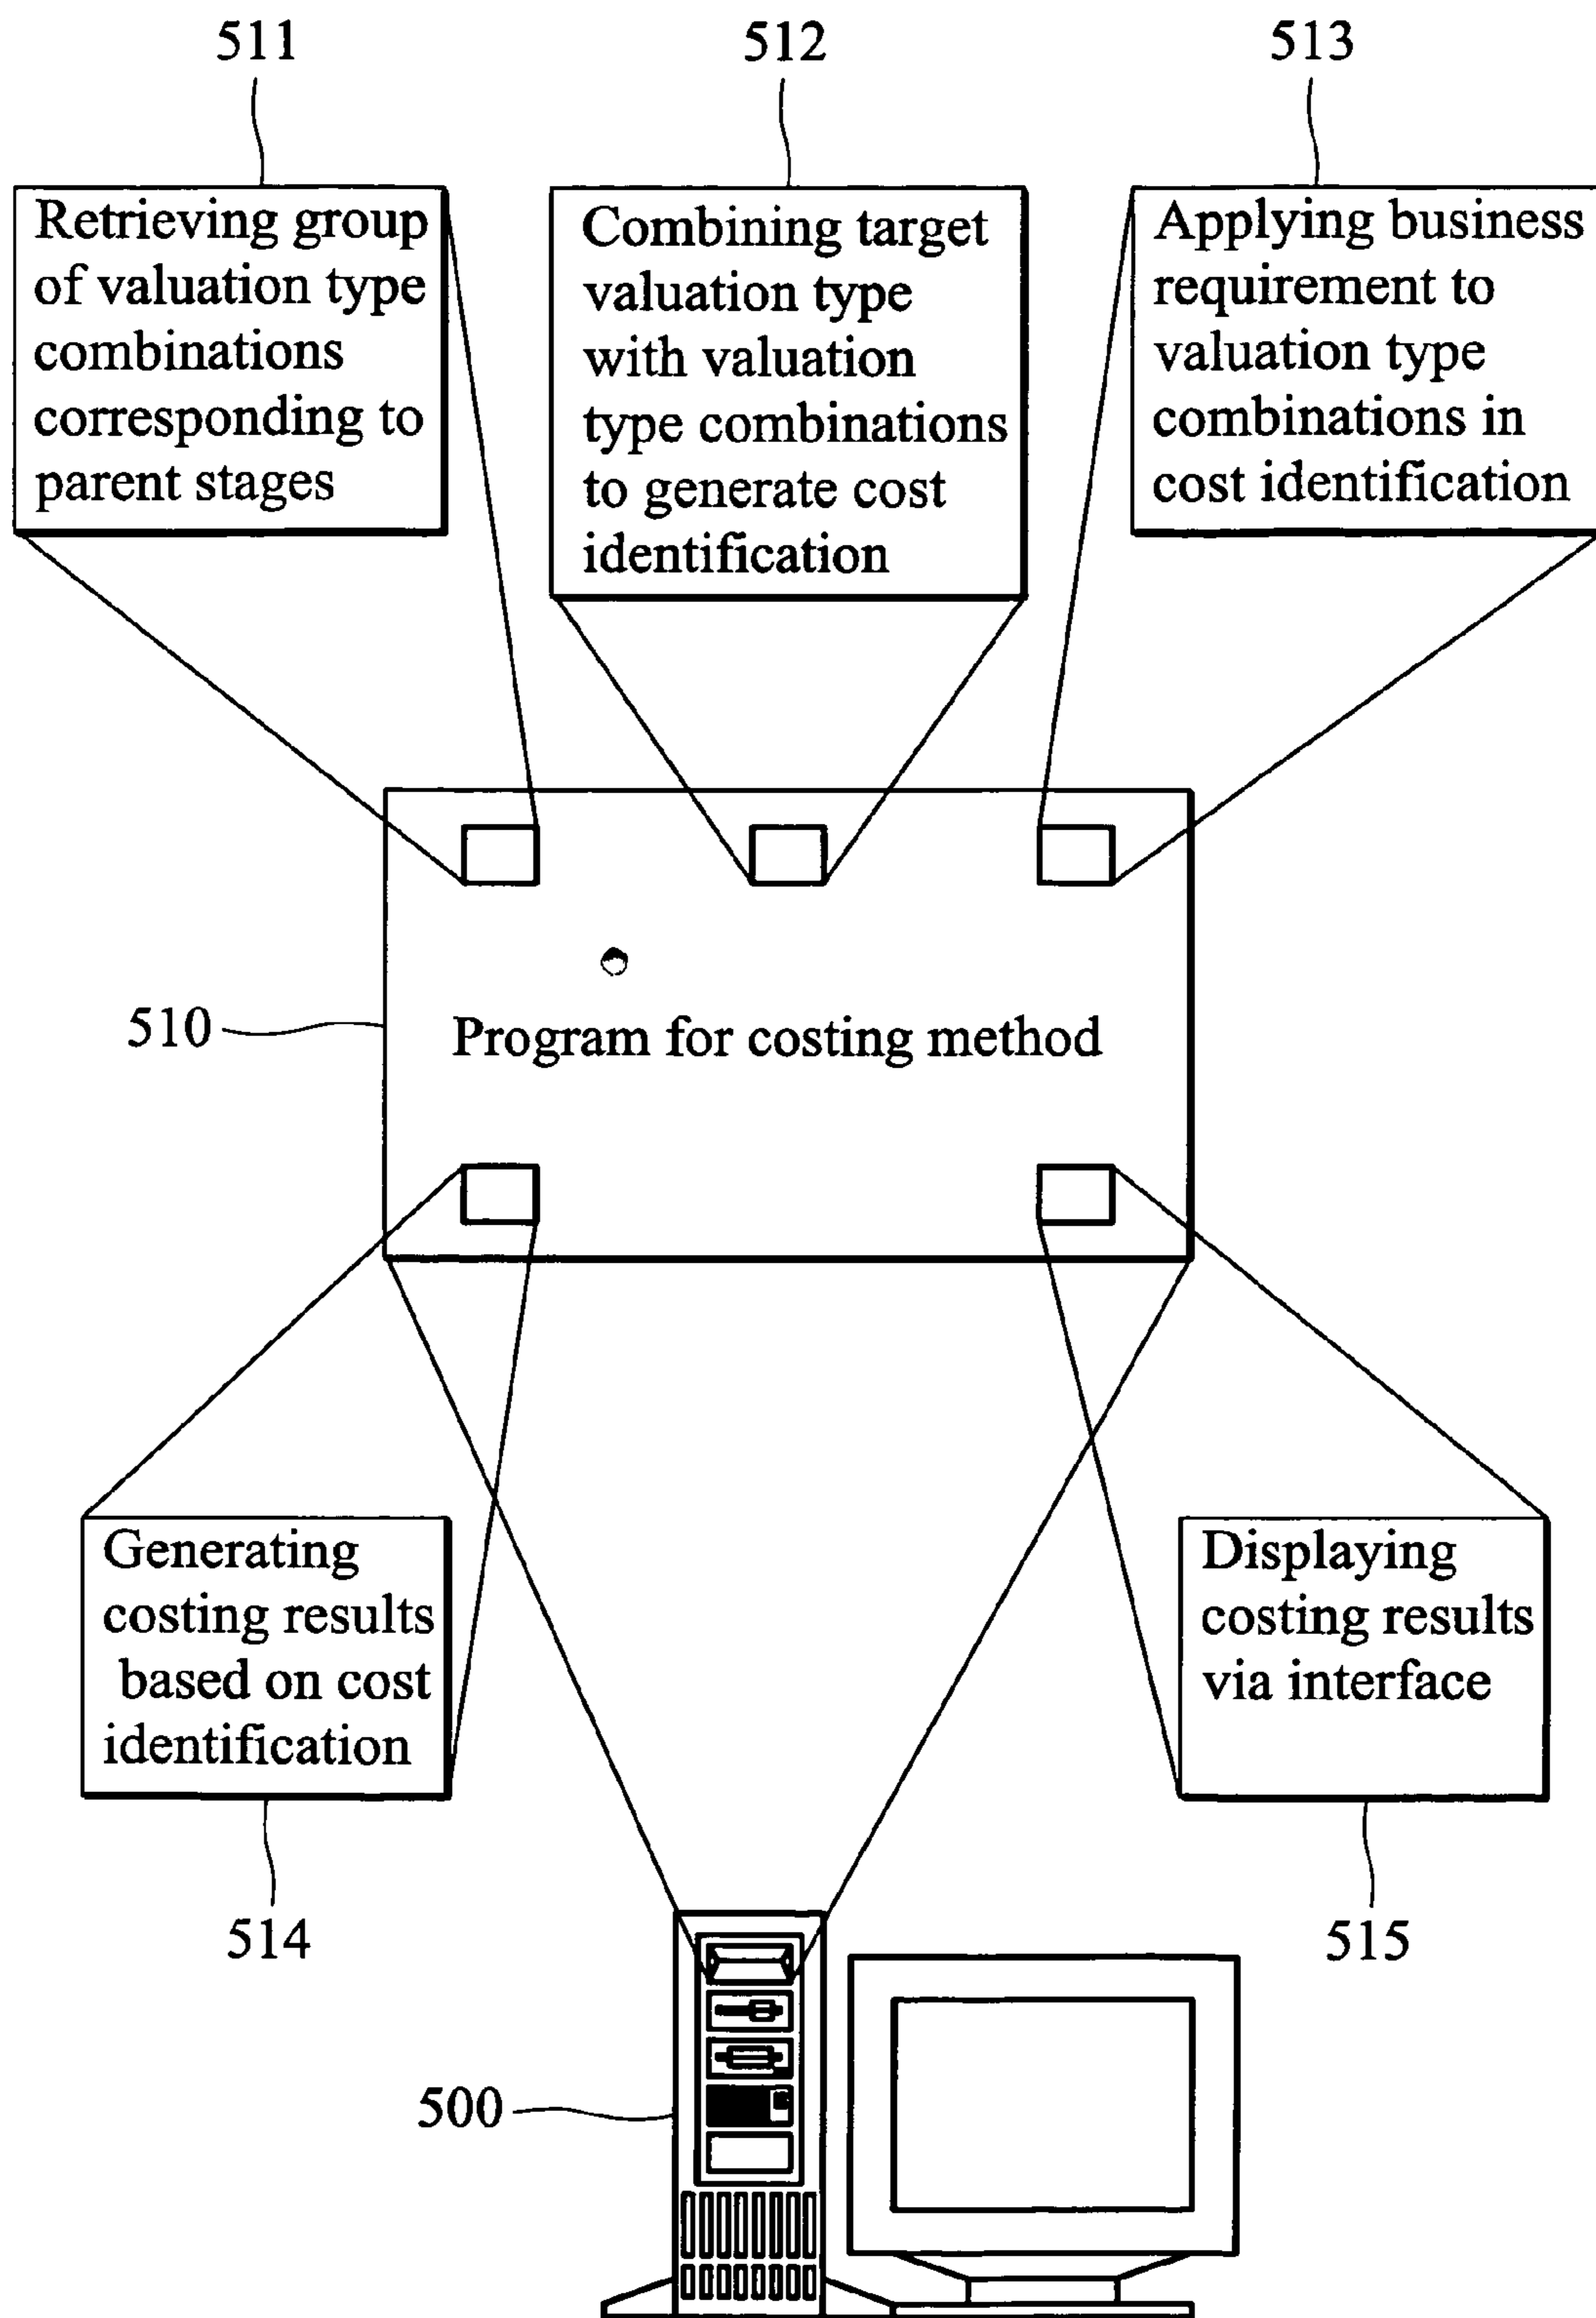 511
512
513
Retrieving group
of valuation type
combinations
corresponding to
parent stages
Combining target
valuation type
with valuation
type combinations
to generate cost
identification
Applying business
requirement to
valuation type
combinations in
cost identification
510
Program for costing method
Generating
costing results
based on cost
identification
Displaying
costing results
via interface
514
515
500